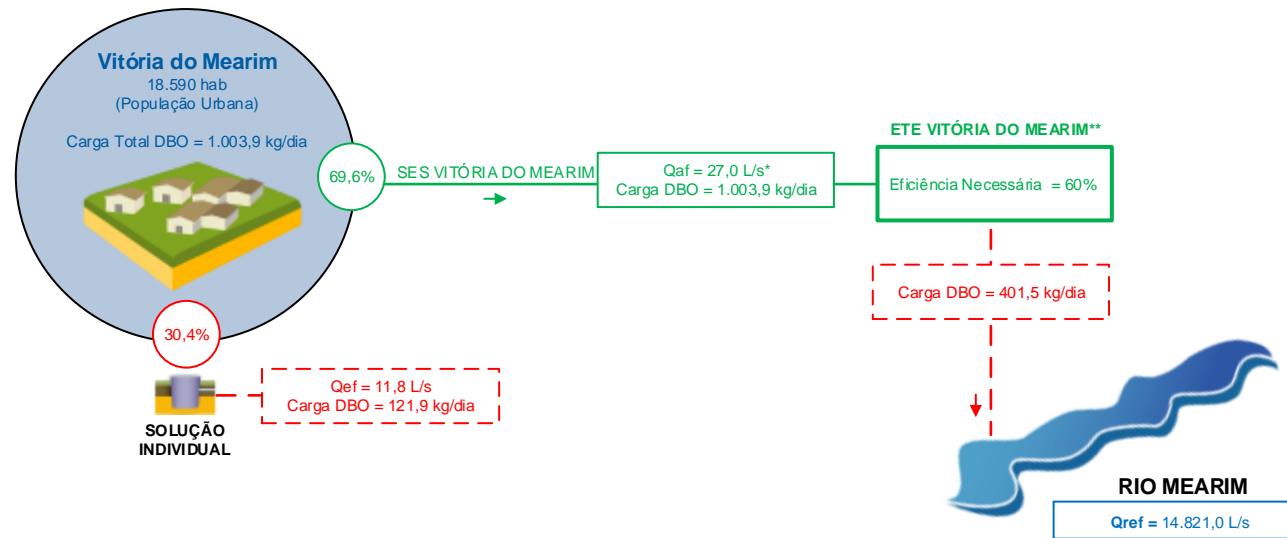 Vitória do Mearim
18.590 hab
(População Urbana)
Carga Total DBO = 1.003,9 kg/dia
69,6%
SES VITÓRIA DO MEARIM
Qaf = 27,0 L/s*
Carga DBO = 1.003,9 kg/dia
ETE VITÓRIA DO MEARIM**
Eficiência Necessária = 60%
Carga DBO = 401,5 kg/dia
30,4%
Qef = 11,8 L/s
Carga DBO = 121,9 kg/dia
SOLUÇÃO
INDIVIDUAL
RIO MEARIM
Qref = 14.821,0 L/s